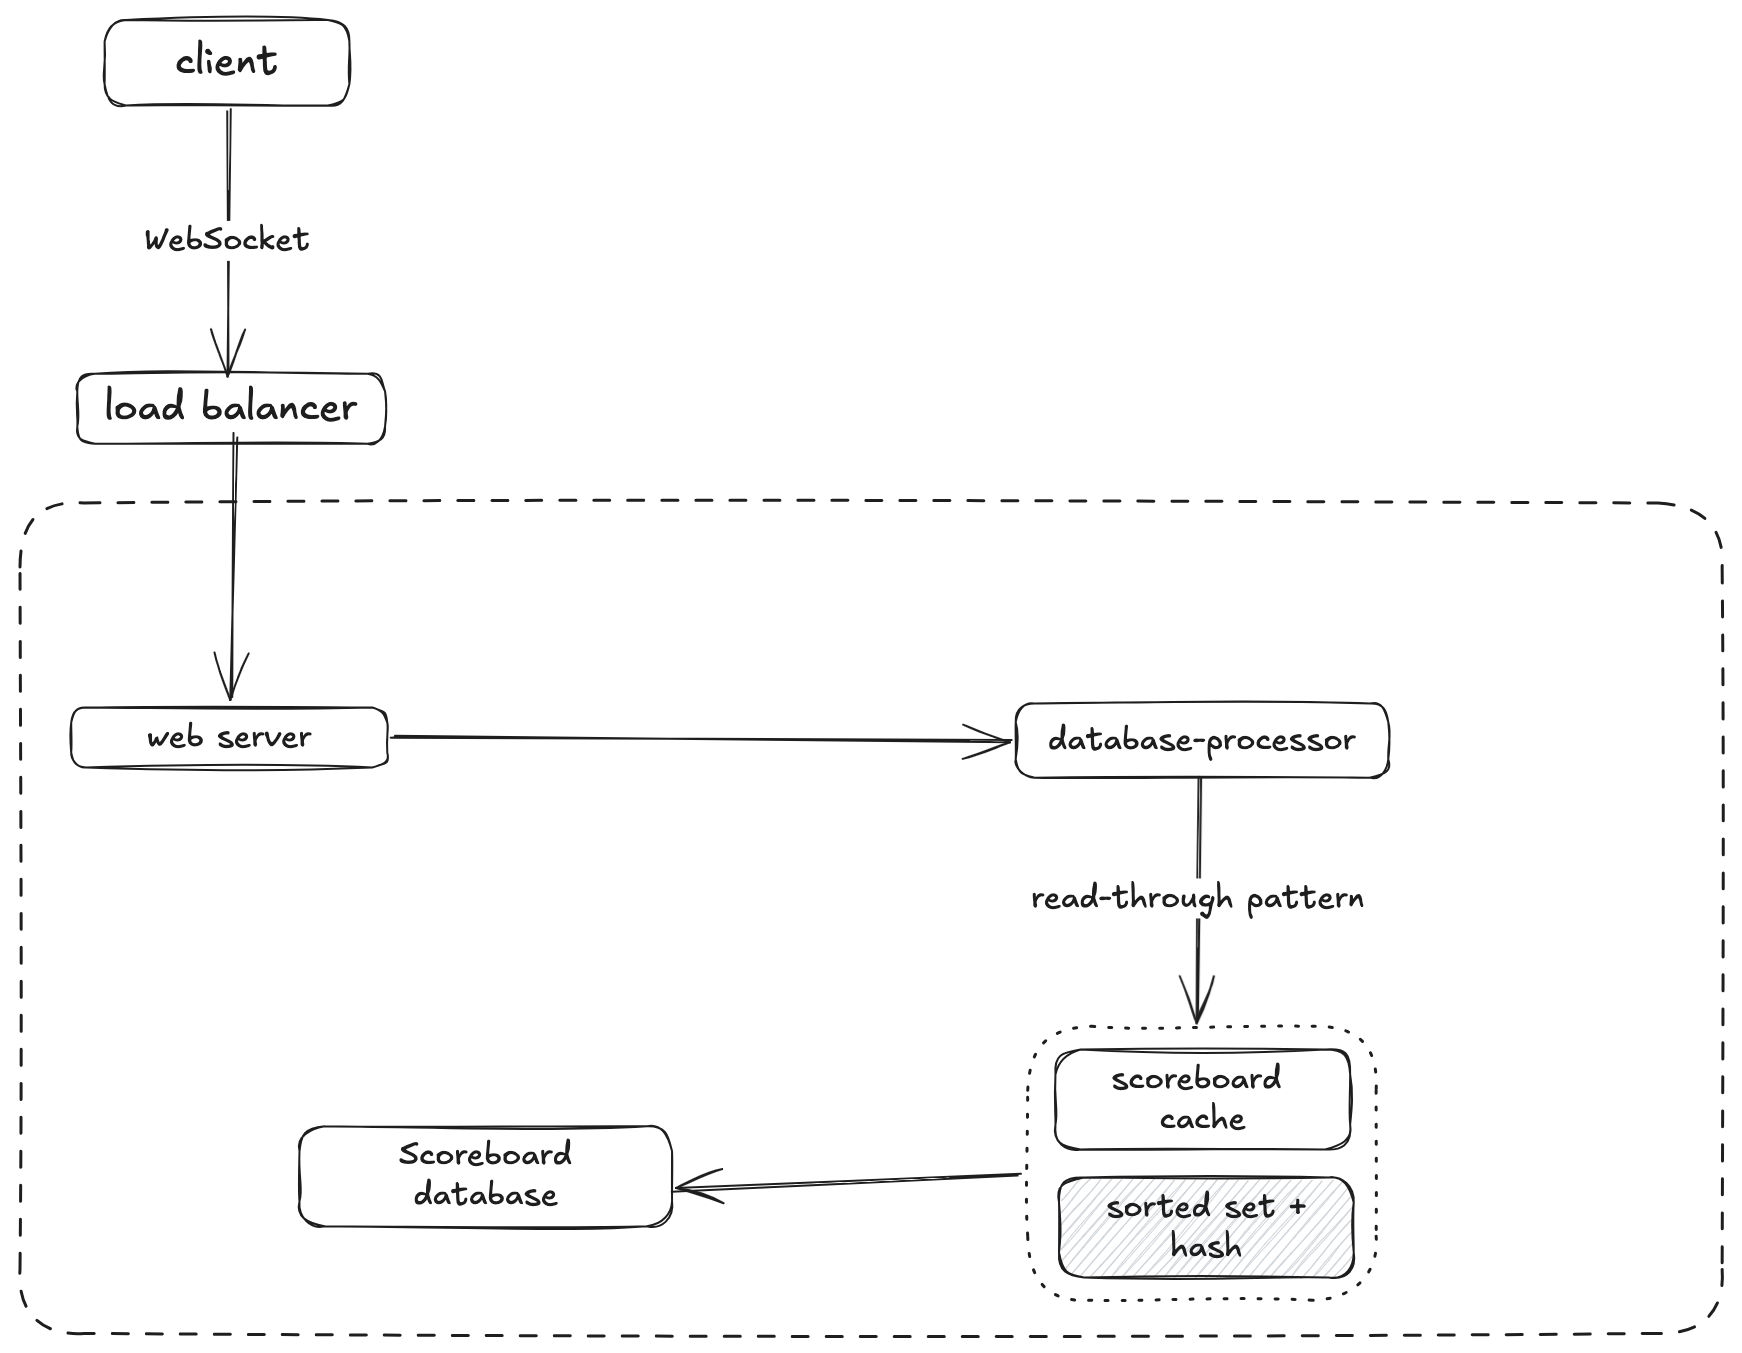 client
WebSocket
load balancer
web server
database-processor
read-through pattern
scoreboard
cache
Scoreboard
database
sorted set +
hash